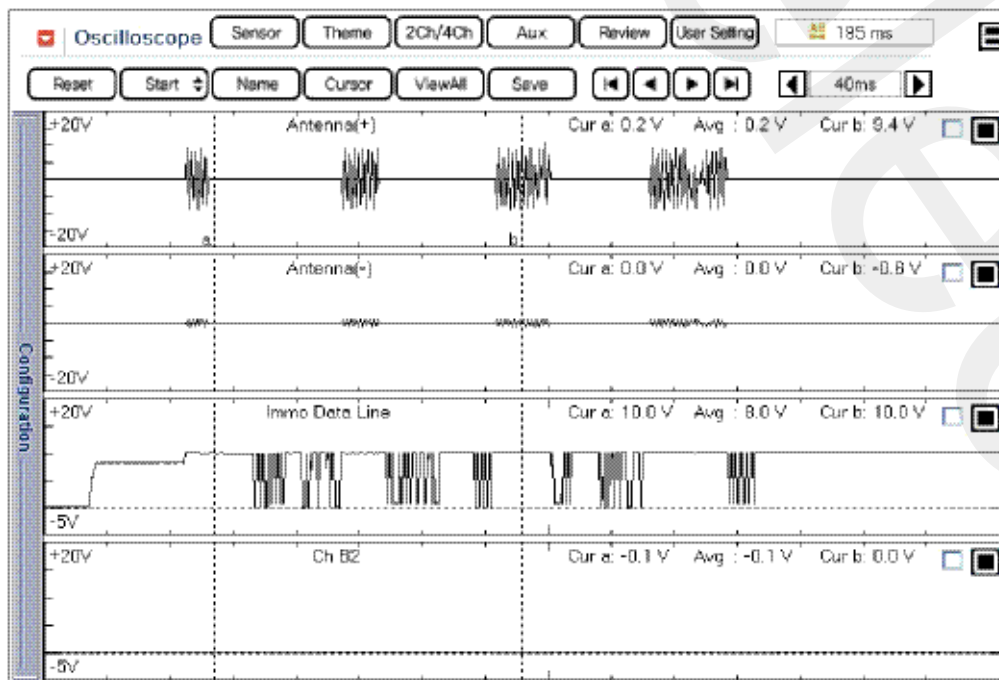 Oscilloscope Sensor Theme 2Ch/4Ch Aux Review User Setting 195 ms
Reset Start Name Cursor ViewAll Save 40ms
+20V Antenna(+) Cur a: 0.2 V Avg : 0.2 V Cur b: 9.4 V
a b
-20V
+20V Antenna(-) Cur a: 0.0 V Avg : 0.0 V Cur b: -0.8 V
-20V
Configuration
+20V Immo Data Line Cur a: 10.0 V Avg : 8.0 V Cur b: 10.0 V
-5V
+20V Ch B2 Cur a: -0.1 V Avg : -0.1 V Cur b: 0.0 V
-5V